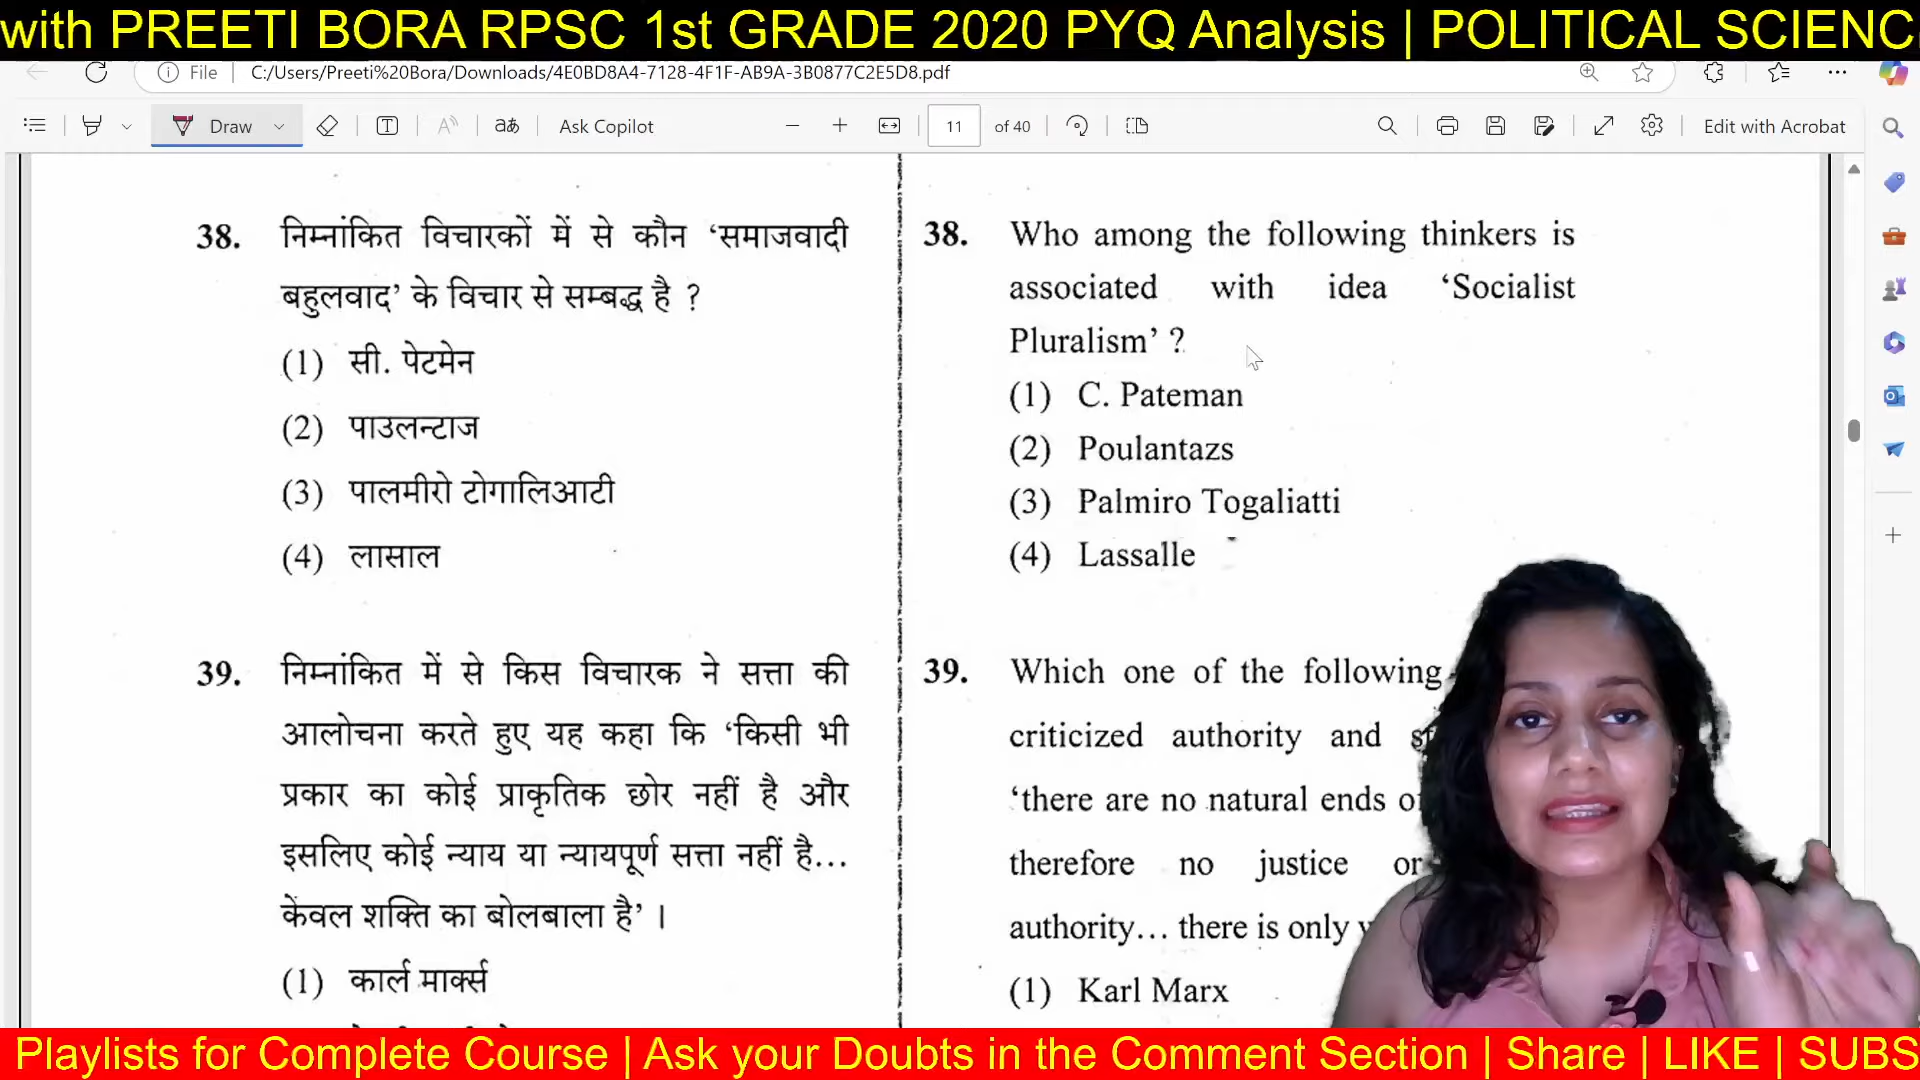 with PREETI BORA RPSC 1st GRADE 2020 PYQ Analysis | POLITICAL SCIENC
File C:/Users/Preeti%20Bora/Downloads/4E0BD8A4-7128-4F1F-AB9A-3B0877C2E5D8.pdf
Draw Ask Copilot 11 of 40 Edit with Acrobat
38. निम्नांकित विचारकों में से कौन ‘समाजवादी
बहुलवाद’ के विचार से सम्बद्ध है ?
(1) सी. पेटमेन
(2) पाउलन्टाज
(3) पालमीरो टोगालिआटी
(4) लासाल
39. निम्नांकित में से किस विचारक ने सत्ता की
आलोचना करते हुए यह कहा कि ‘किसी भी
प्रकार का कोई प्राकृतिक छोर नहीं है और
इसलिए कोई न्याय या न्यायपूर्ण सत्ता नहीं है...
केवल शक्ति का बोलबाला है’ ।
(1) कार्ल मार्क्स
38. Who among the following thinkers is
associated with idea ‘Socialist
Pluralism’ ?
(1) C. Pateman
(2) Poulantazs
(3) Palmiro Togaliatti
(4) Lassalle
39. Which one of the following
criticized authority and
‘there are no natural ends
therefore no justice or
authority... there is only
(1) Karl Marx
Playlists for Complete Course | Ask your Doubts in the Comment Section | Share | LIKE | SUBS